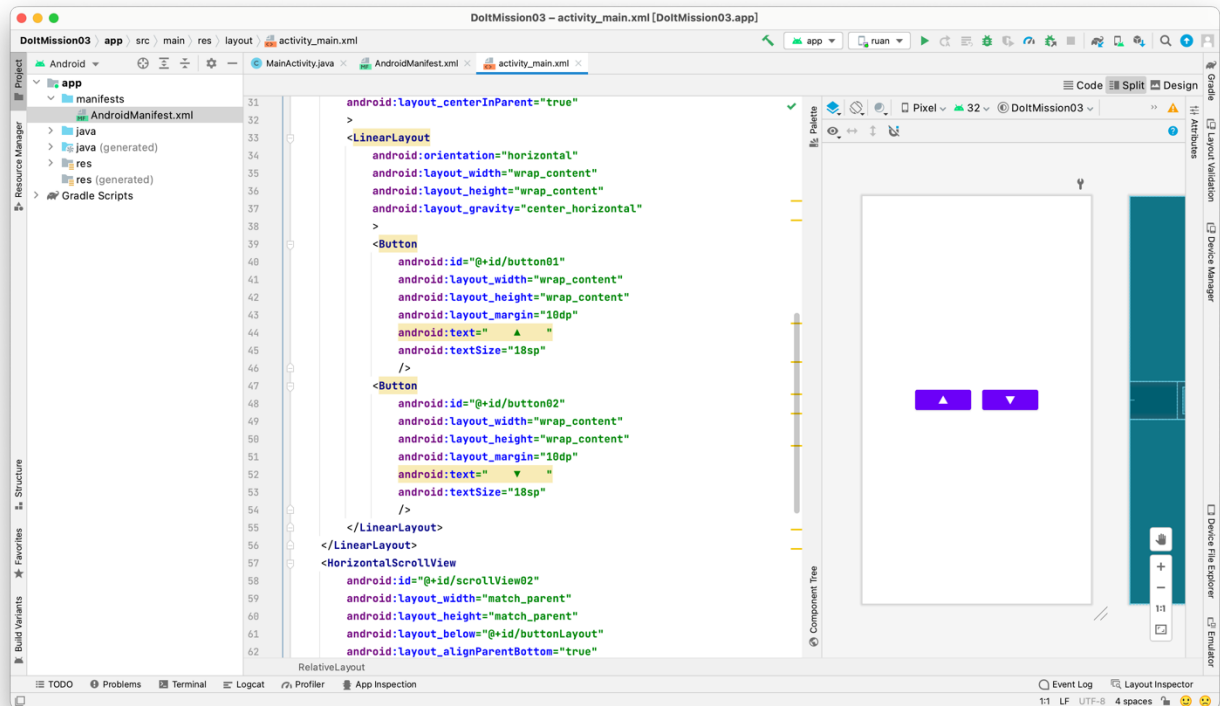 DoItMission03 – activity_main.xml [DoItMission03.app]
DoItMission03 app src main res layout activity_main.xml
app ruan
Android
MainActivity.java AndroidManifest.xml activity_main.xml
Code Split Design
Project
Resource Manager
Structure
Favorites
Build Variants
app
manifests
AndroidManifest.xml
java
java (generated)
res
res (generated)
Gradle Scripts
31 android:layout_centerInParent="true"
32 >
33 <LinearLayout
34 android:orientation="horizontal"
35 android:layout_width="wrap_content"
36 android:layout_height="wrap_content"
37 android:layout_gravity="center_horizontal"
38 >
39 <Button
40 android:id="@+id/button01"
41 android:layout_width="wrap_content"
42 android:layout_height="wrap_content"
43 android:layout_margin="10dp"
44 android:text="    ▲    "
45 android:textSize="18sp"
46 />
47 <Button
48 android:id="@+id/button02"
49 android:layout_width="wrap_content"
50 android:layout_height="wrap_content"
51 android:layout_margin="10dp"
52 android:text="    ▼    "
53 android:textSize="18sp"
54 />
55 </LinearLayout>
56 </LinearLayout>
57 <HorizontalScrollView
58 android:id="@+id/scrollView02"
59 android:layout_width="match_parent"
60 android:layout_height="match_parent"
61 android:layout_below="@+id/buttonLayout"
62 android:layout_alignParentBottom="true"
RelativeLayout
Palette
Component Tree
Pixel 32 DoItMission03
▲ ▼
1:1
Attributes
Gradle
Layout Validation
Device Manager
Device File Explorer
Emulator
TODO Problems Terminal Logcat Profiler App Inspection
Event Log Layout Inspector
1:1 LF UTF-8 4 spaces